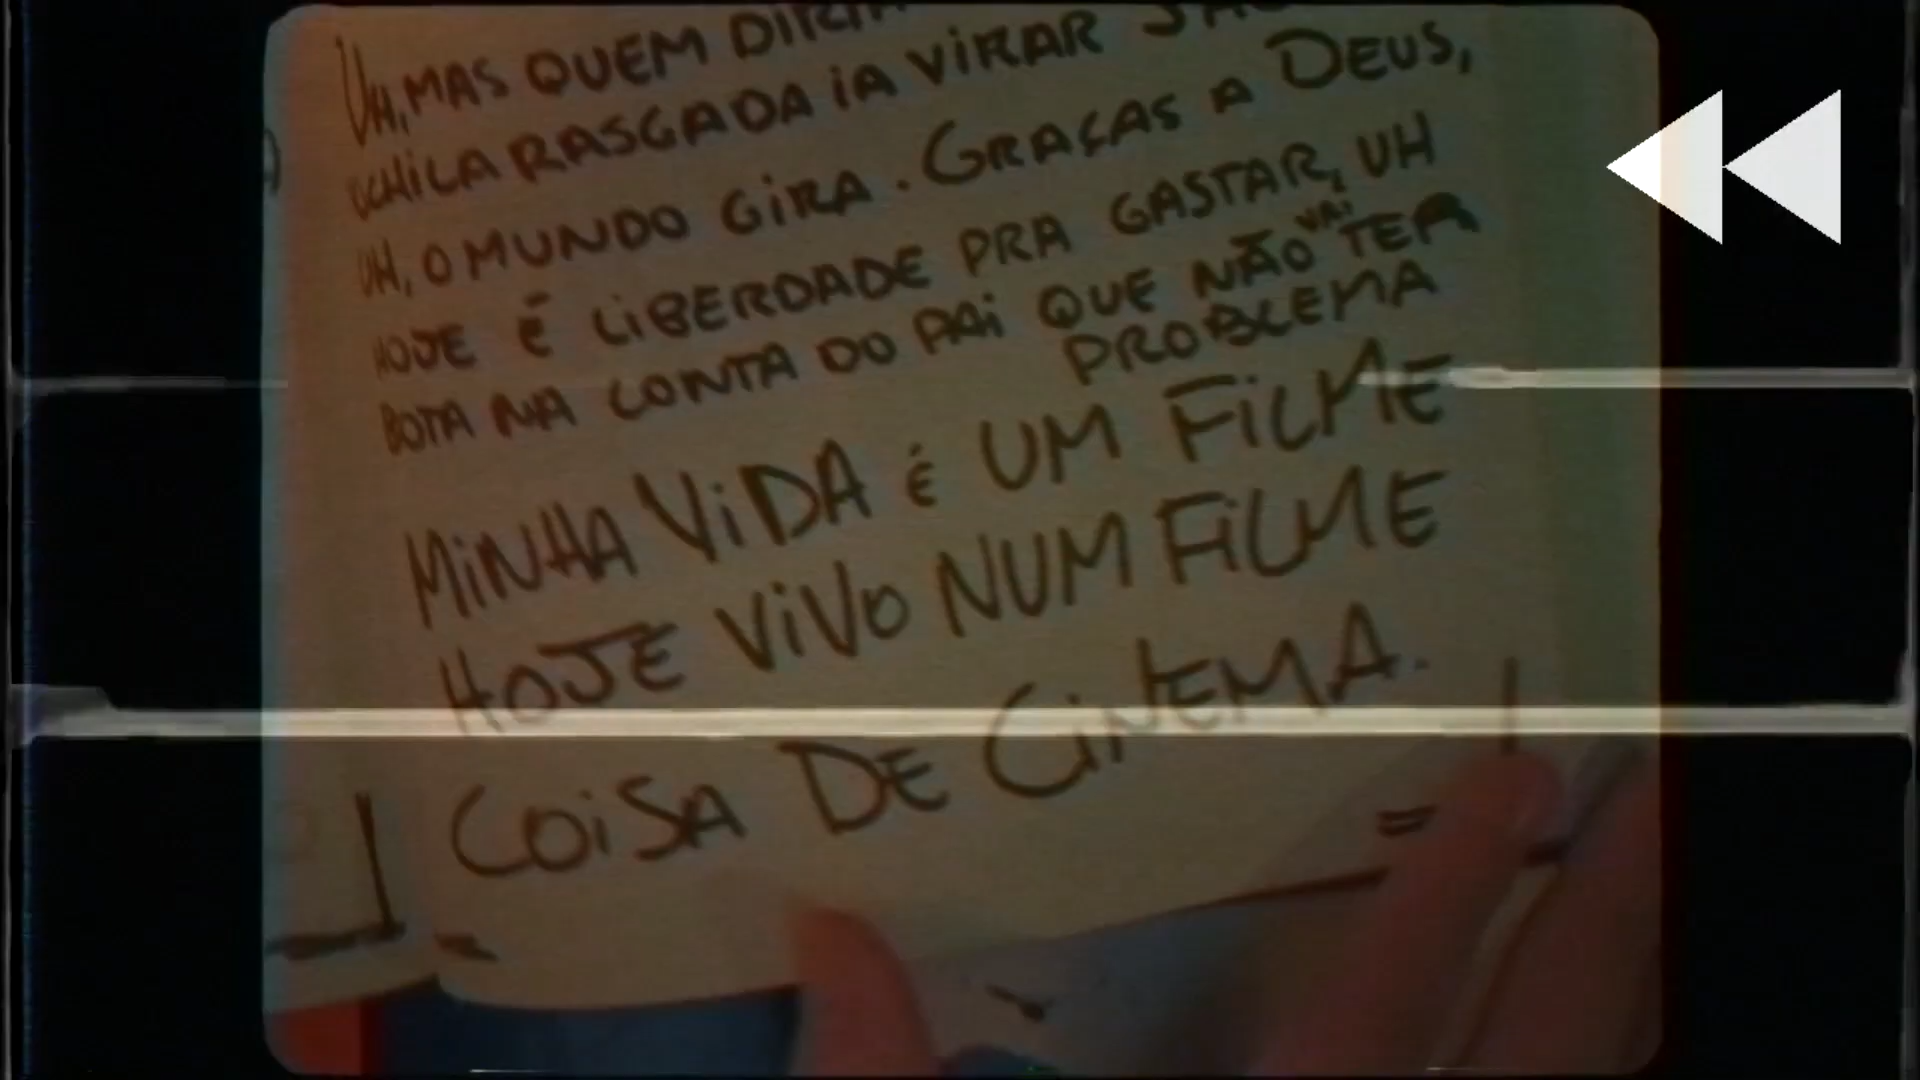 UH, MAS QUEM DIRIA
RASGADA IA VIRAR
UH, O MUNDO GIRA. GRAÇAS A DEUS,
HOJE É LIBERDADE PRA GASTAR, UH
BOTA NA CONTA DO PAI QUE NÃO VAI TER
PROBLEMA
MINHA VIDA É UM FILME
HOJE VIVO NUM FILME
COISA DE CINEMA.